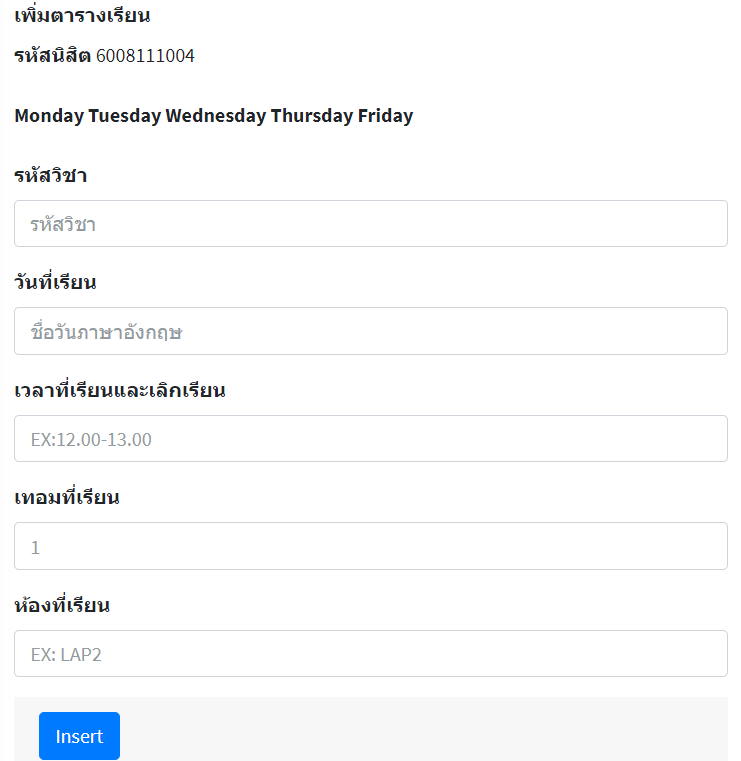 เพิ่มตารางเรียน
รหัสนิสิต 6008111004
Monday Tuesday Wednesday Thursday Friday
รหัสวิชา
รหัสวิชา
วันที่เรียน
ชื่อวันภาษาอังกฤษ
เวลาที่เรียนและเลิกเรียน
EX:12.00-13.00
เทอมที่เรียน
1
ห้องที่เรียน
EX: LAP2
Insert